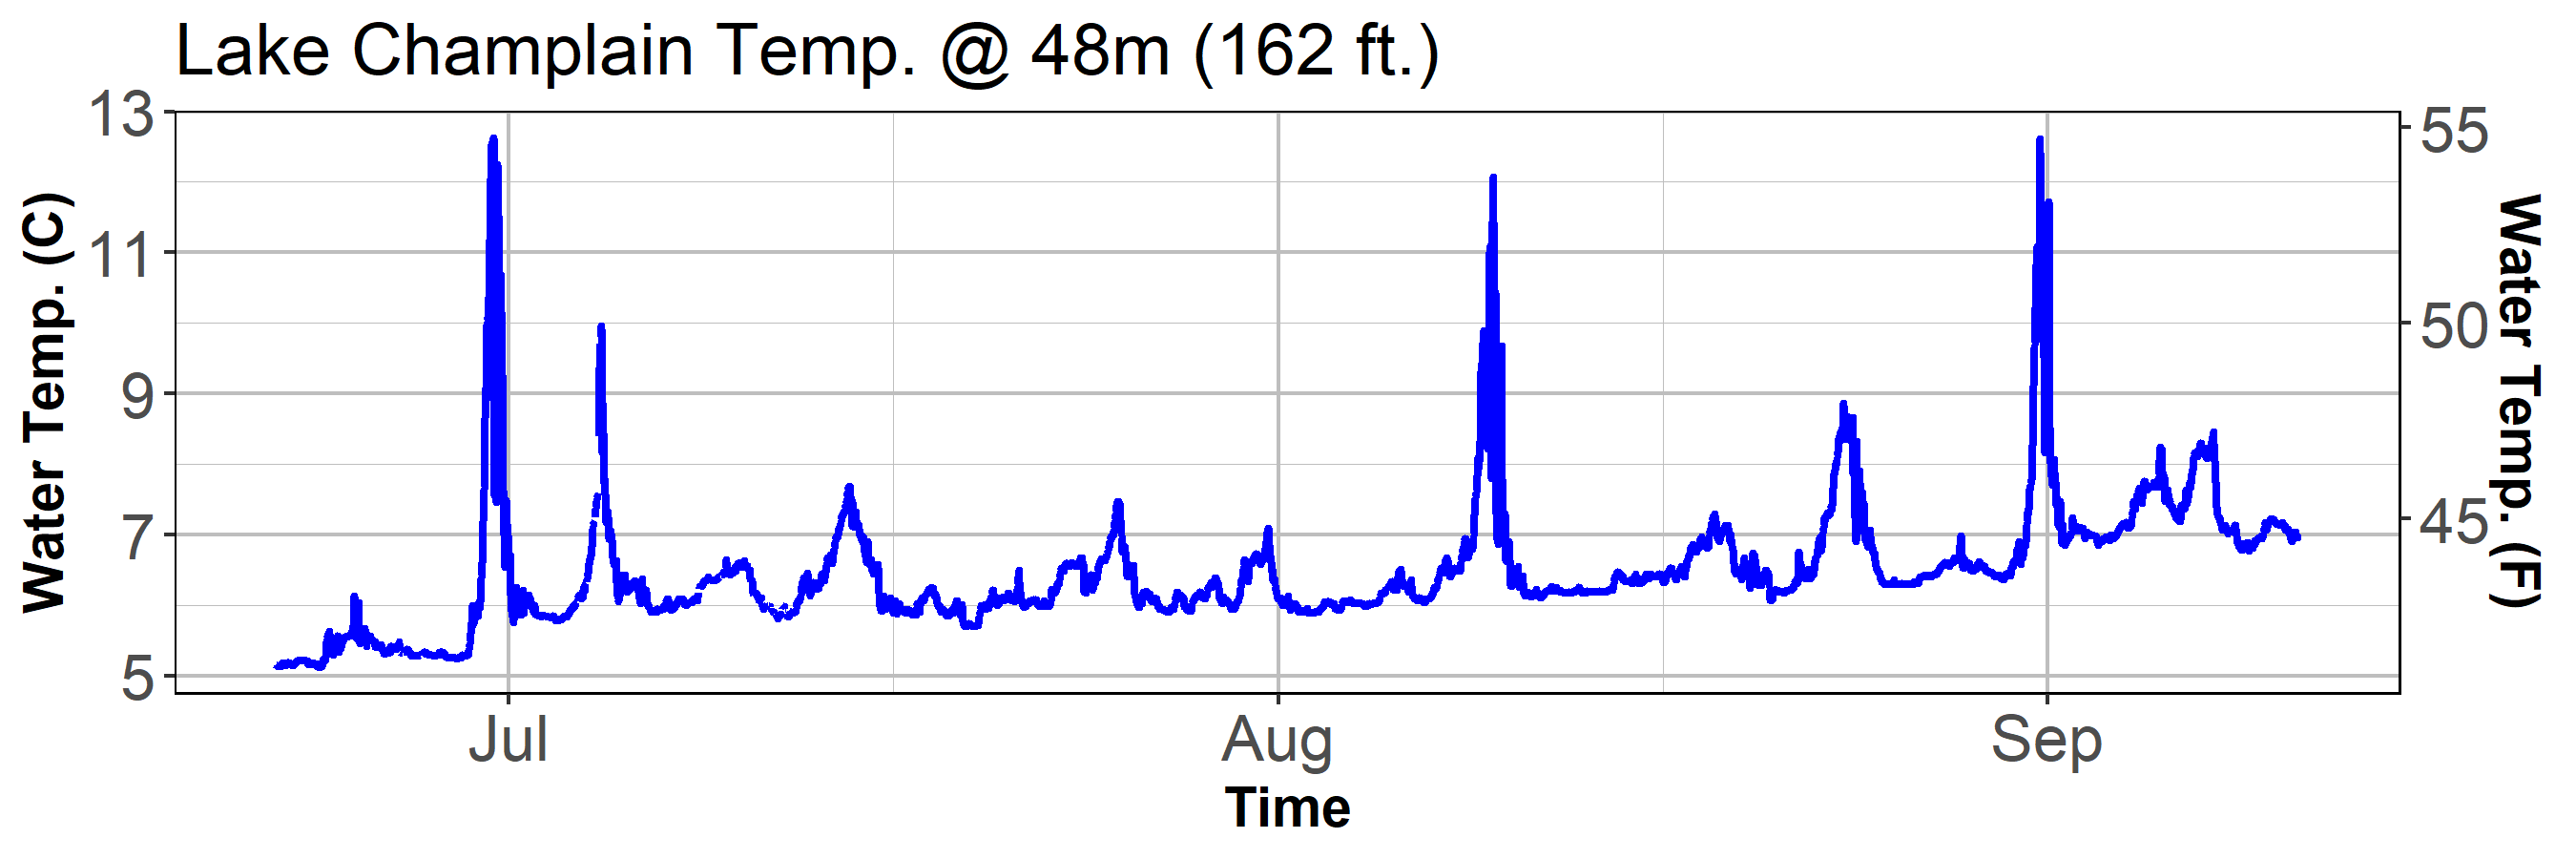 Lake Champlain Temp. @ 48m (162 ft.)
13
11
9
7
5
Water Temp. (C)
55
50
45
Water Temp. (F)
Jul Aug Sep
Time